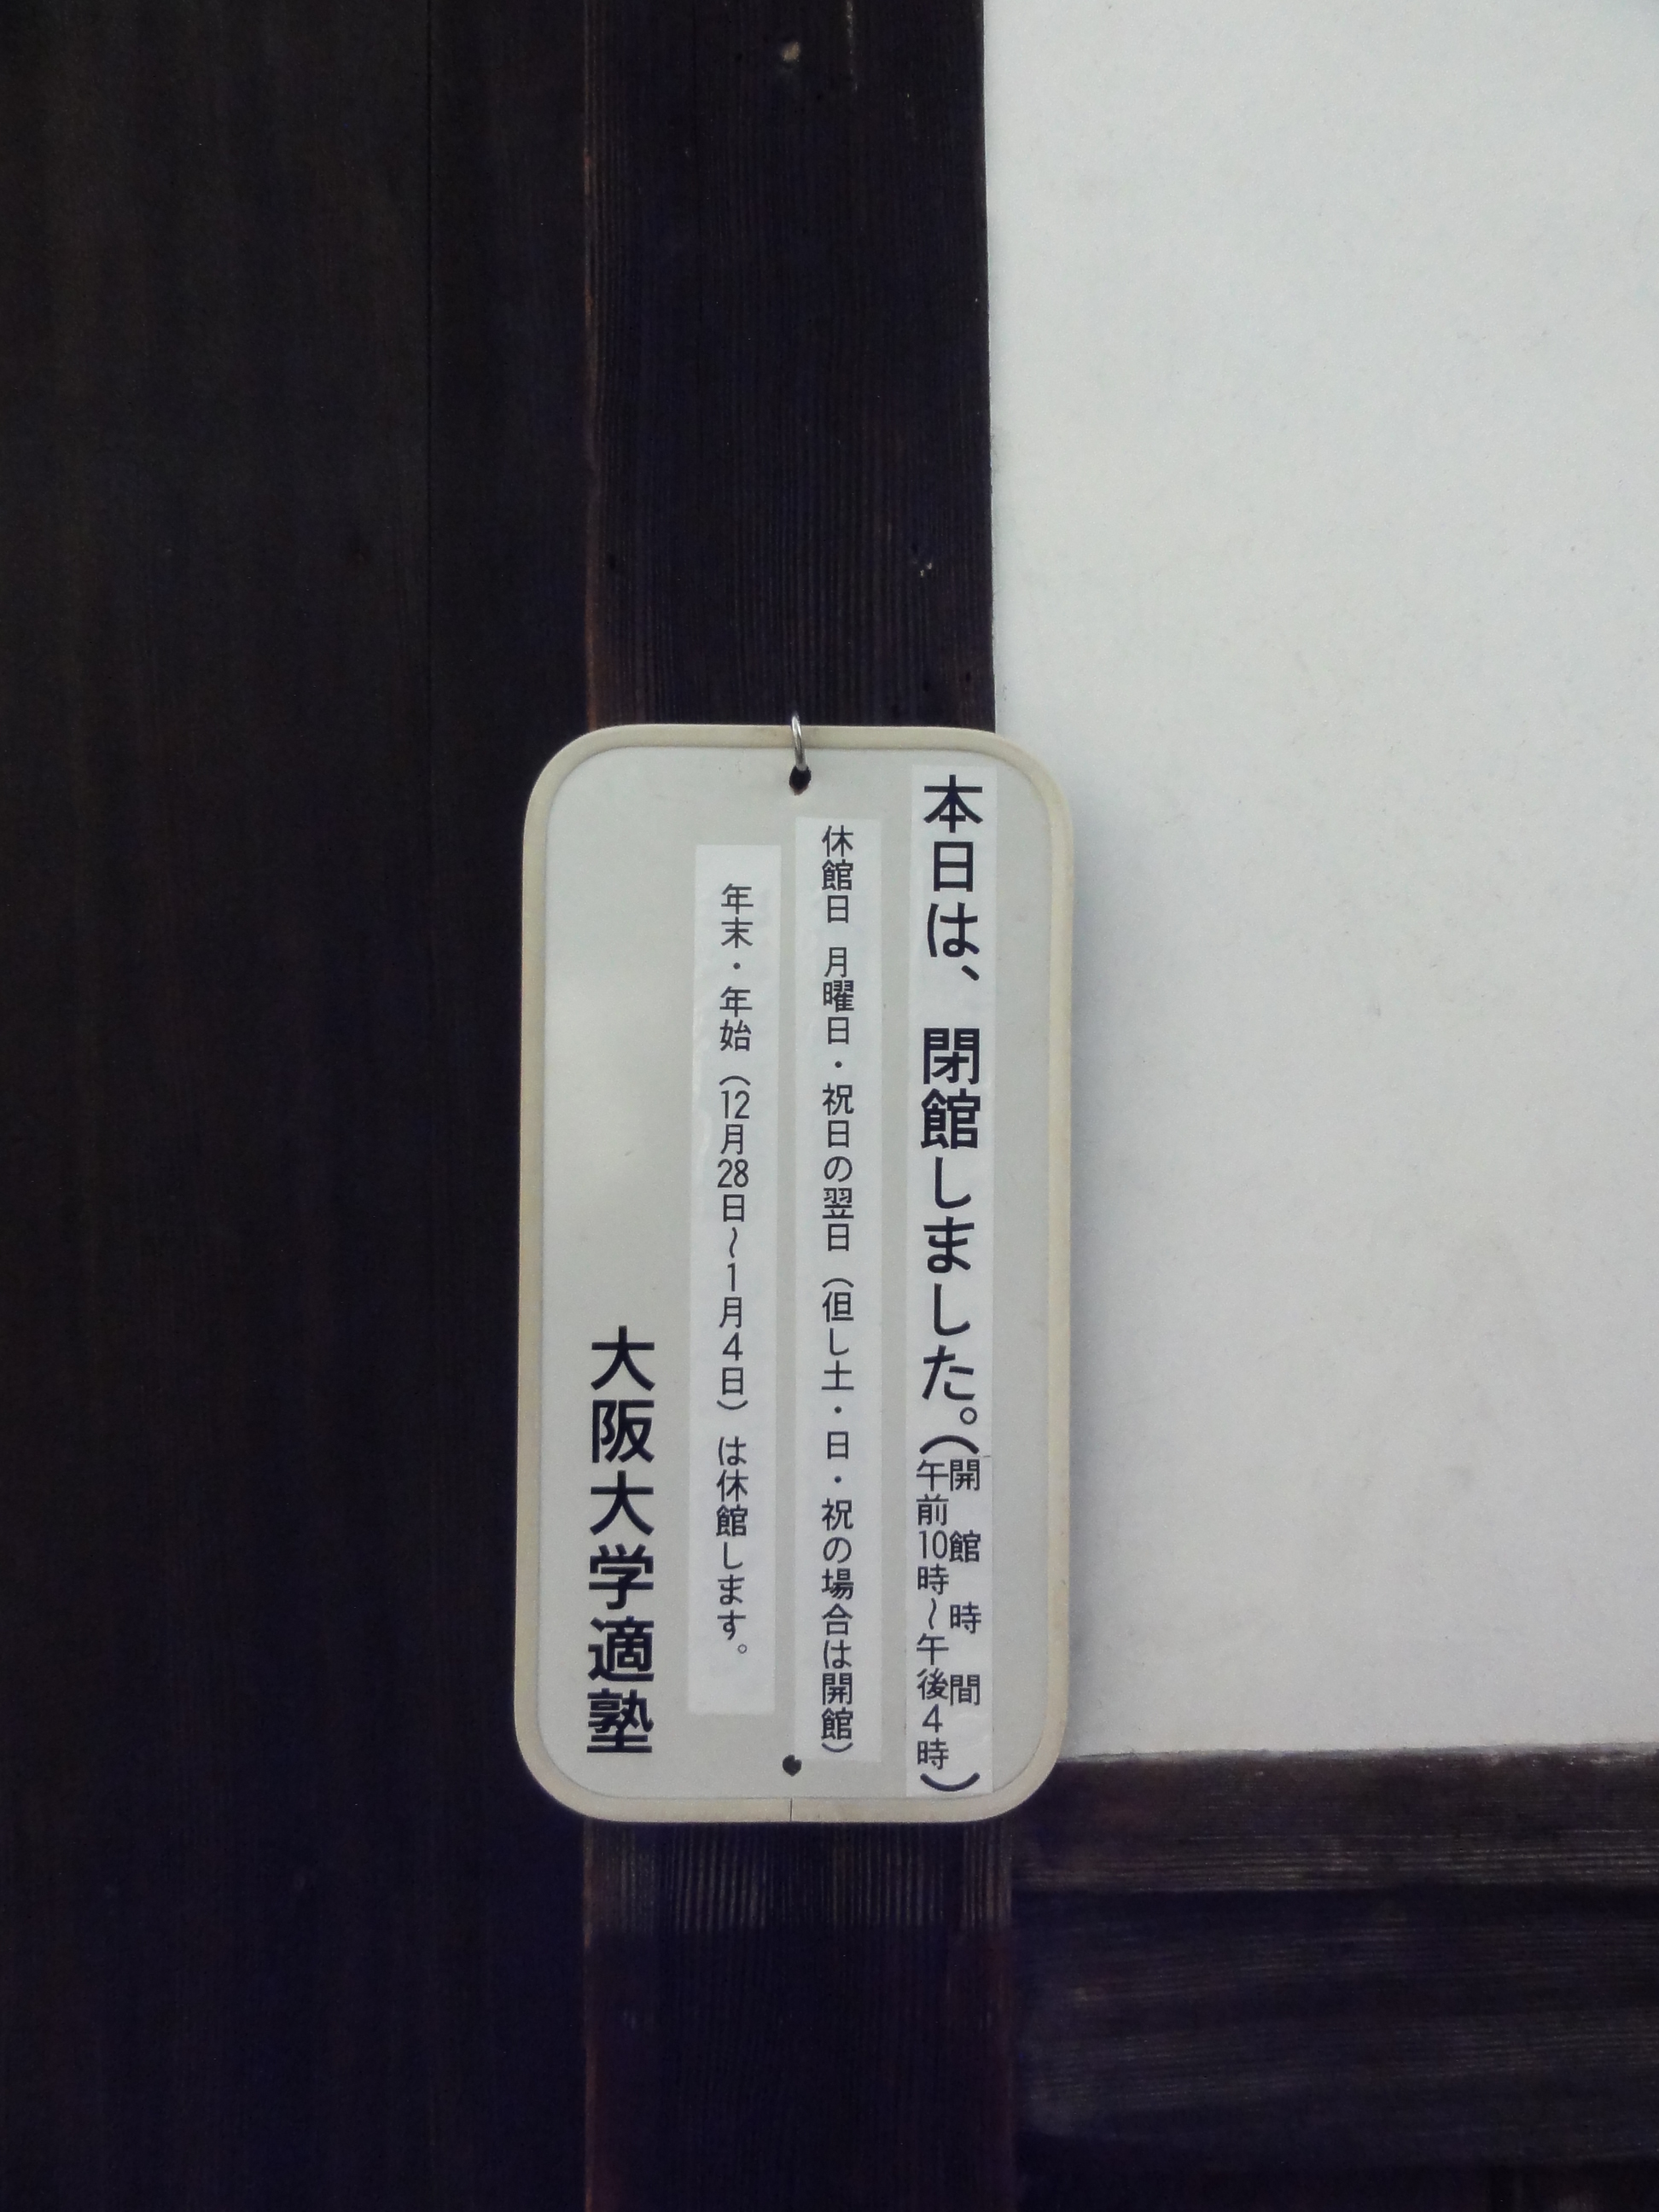 本日は、閉館しました。（開館時間 午前10時～午後4時）
休館日 月曜日・祝日の翌日（但し土・日・祝の場合は開館）
年末・年始（12月28日～1月4日）は休館します。
大阪大学適塾